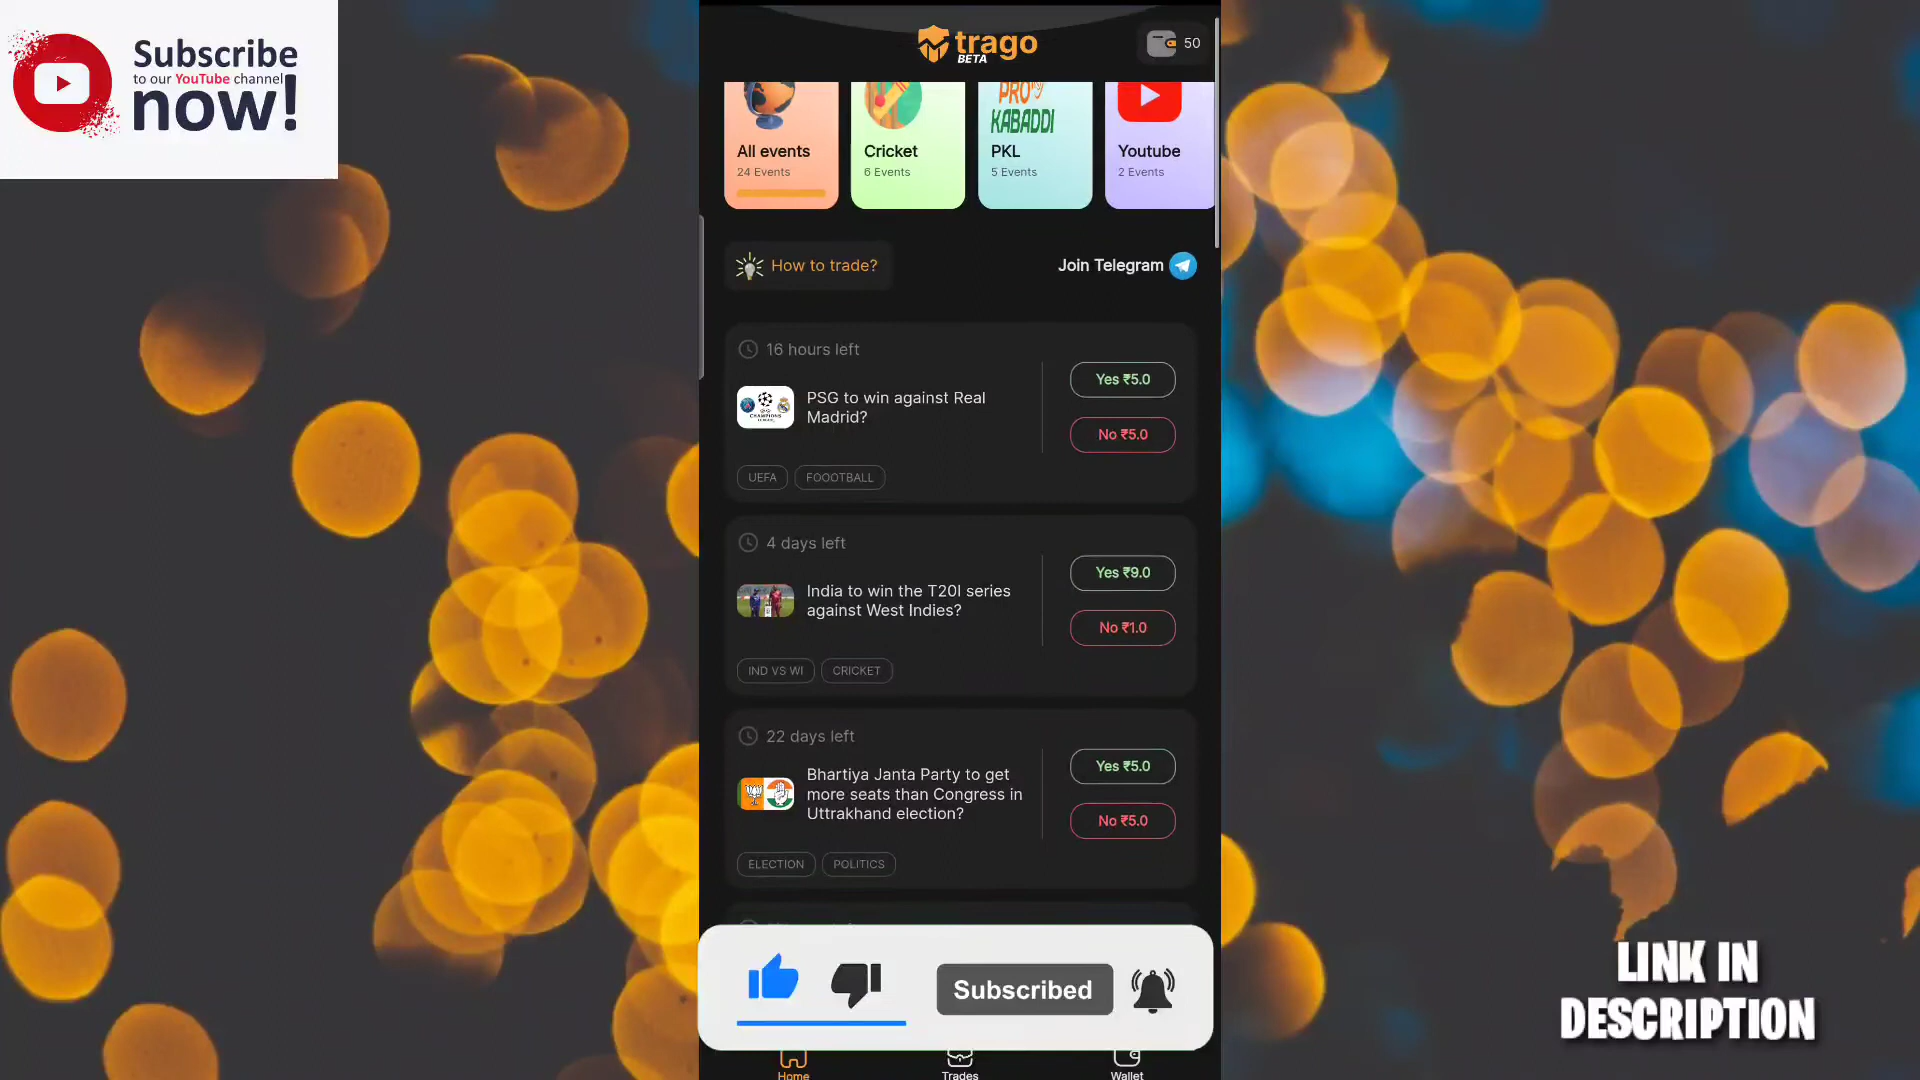 Subscribe
to our YouTube channel
now!
trago
BETA
50
PRO
KABADDI
All events
24 Events
Cricket
6 Events
PKL
5 Events
Youtube
2 Events
How to trade?
Join Telegram
16 hours left
PSG to win against Real
Madrid?
Yes ₹5.0
No ₹5.0
CHAMPIONS
UEFA
FOOOTBALL
4 days left
India to win the T20I series
against West Indies?
Yes ₹9.0
No ₹1.0
IND VS WI
CRICKET
22 days left
Bhartiya Janta Party to get
more seats than Congress in
Uttrakhand election?
Yes ₹5.0
No ₹5.0
ELECTION
POLITICS
Subscribed
Home
Trades
Wallet
LINK IN
DESCRIPTION